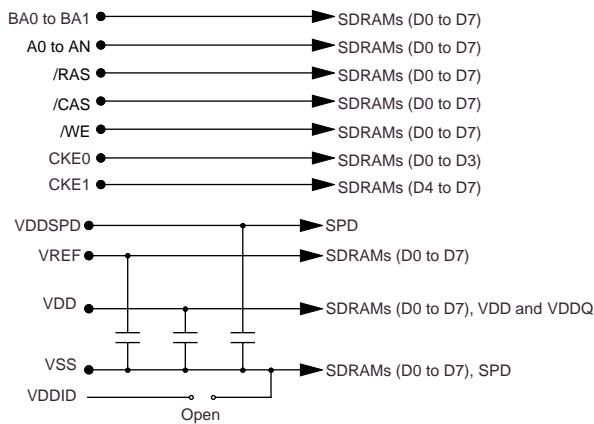 BA0 to BA1 SDRAMs (D0 to D7)
A0 to AN SDRAMs (D0 to D7)
/RAS SDRAMs (D0 to D7)
/CAS SDRAMs (D0 to D7)
/WE SDRAMs (D0 to D7)
CKE0 SDRAMs (D0 to D3)
CKE1 SDRAMs (D4 to D7)
VDDSPD SPD
VREF SDRAMs (D0 to D7)
VDD SDRAMs (D0 to D7), VDD and VDDQ
VSS SDRAMs (D0 to D7), SPD
VDDID
Open